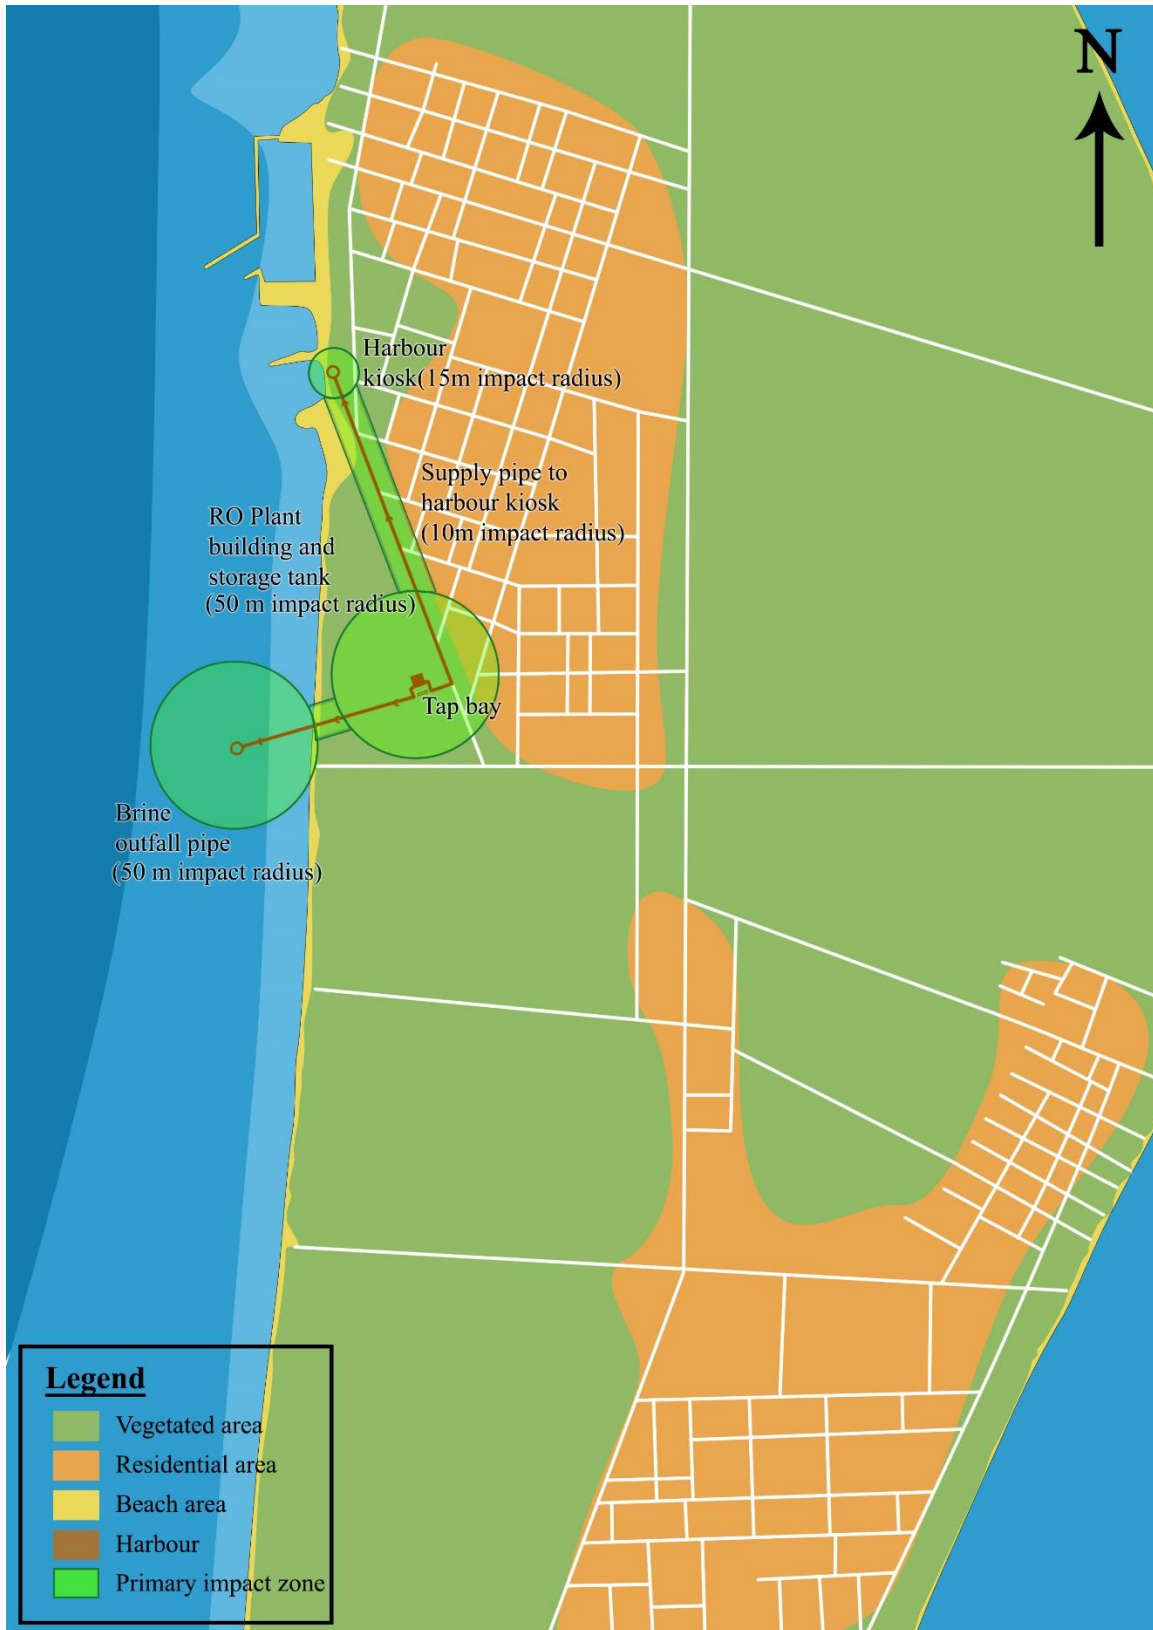 N
Harbour
kiosk(15m impact radius)
Supply pipe to
harbour kiosk
(10m impact radius)
RO Plant
building and
storage tank
(50 m impact radius)
Tap bay
Brine
outfall pipe
(50 m impact radius)
Legend
Vegetated area
Residential area
Beach area
Harbour
Primary impact zone